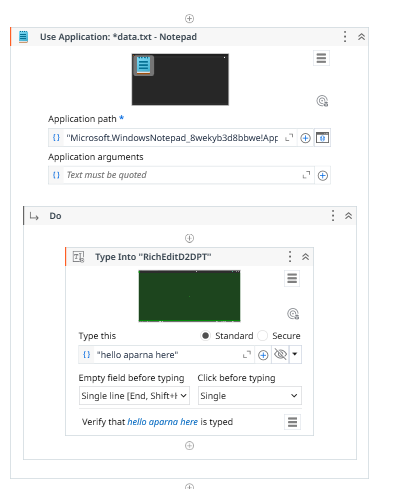 Use Application: *data.txt - Notepad
Application path *
"Microsoft.WindowsNotepad_8wekyb3d8bbwe!App
Application arguments
Text must be quoted
Do
Type Into "RichEditD2DPT"
Type this
Standard
Secure
"hello aparna here"
Empty field before typing
Click before typing
Single line [End, Shift+H
Single
Verify that hello aparna here is typed